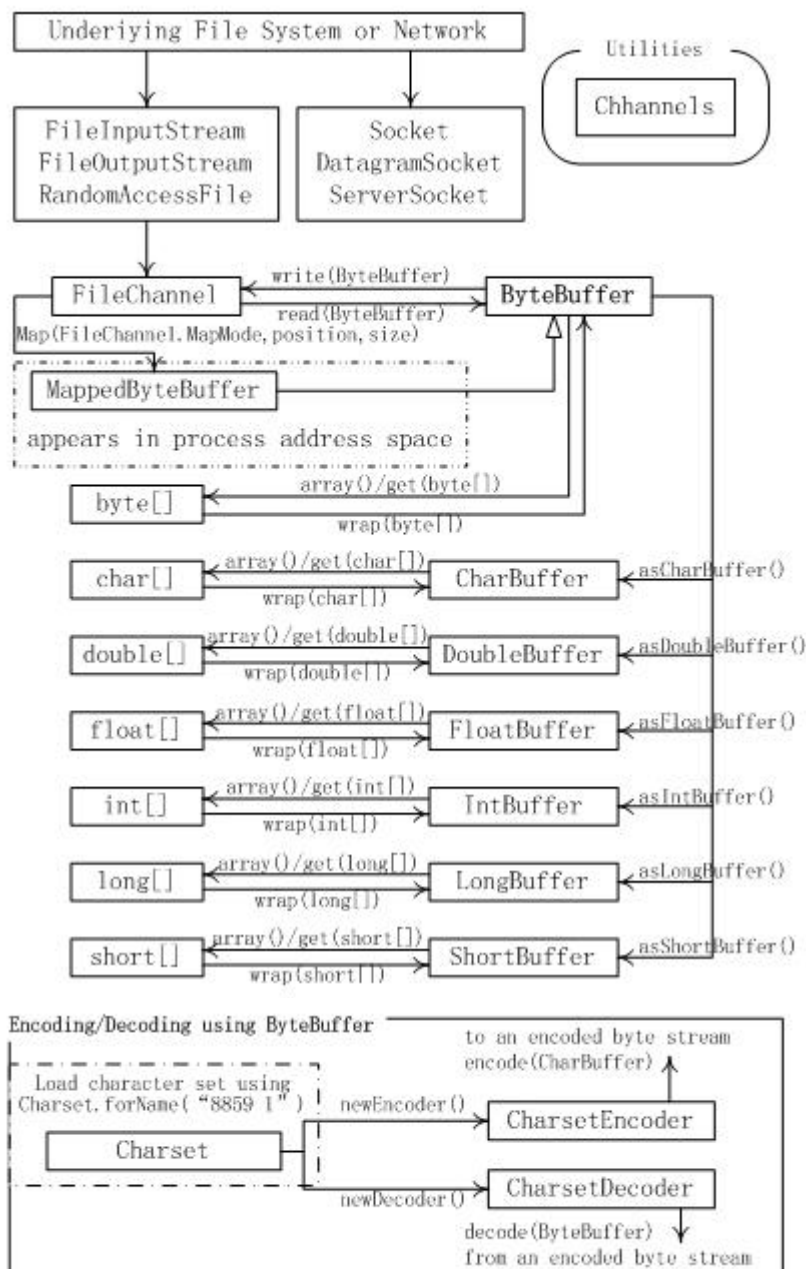 Underiying File System or Network
Utilities
Chhannels
FileInputStream
FileOutputStream
RandomAccessFile
Socket
DatagramSocket
ServerSocket
FileChannel
write(ByteBuffer)
read(ByteBuffer)
ByteBuffer
Map(FileChannel.MapMode,position,size)
MappedByteBuffer
appears in process address space
byte[]
array()/get(byte[])
wrap(byte[])
char[]
array()/get(char[])
wrap(char[])
CharBuffer
asCharBuffer()
double[]
array()/get(double[])
wrap(double[])
DoubleBuffer
asDoubleBuffer()
float[]
array()/get(float[])
wrap(float[])
FloatBuffer
asFloatBuffer()
int[]
array()/get(int[])
wrap(int[])
IntBuffer
asIntBuffer()
long[]
array()/get(long[])
wrap(long[])
LongBuffer
asLongBuffer()
short[]
array()/get(short[])
wrap(short[])
ShortBuffer
asShortBuffer()
Encoding/Decoding using ByteBuffer
to an encoded byte stream
encode(CharBuffer)
Load character set using
Charset.forName(“8859 1”)
Charset
newEncoder()
CharsetEncoder
newDecoder()
CharsetDecoder
decode(ByteBuffer)
from an encoded byte stream